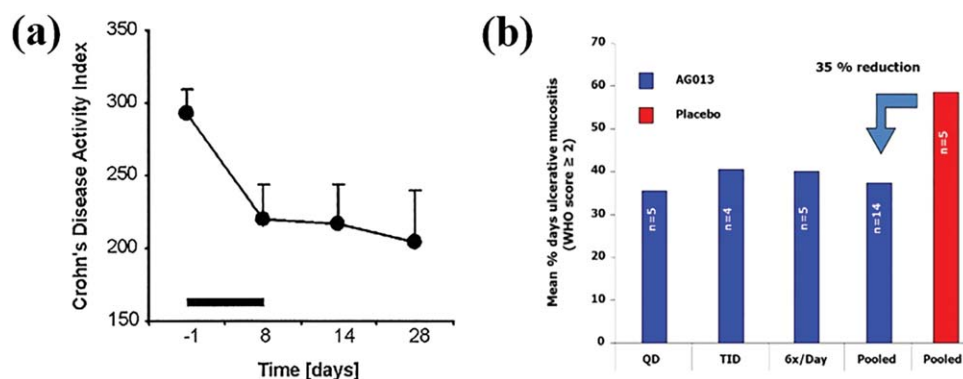 (a)
350
300
250
200
150
Crohn's Disease Activity Index
-1 8 14 28
Time [days]
(b)
Mean % days ulcerative mucositis
(WHO score ≥ 2)
70
60
50
40
30
20
10
0
AG013
Placebo
35 % reduction
n=5
n=4
n=5
n=14
n=5
QD TID 6x/Day Pooled Pooled